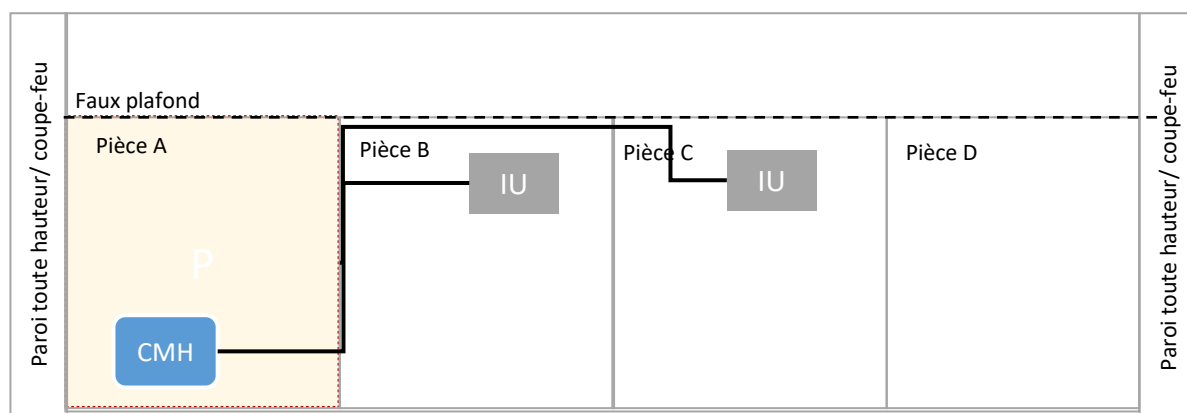 Paroi toute hauteur/ coupe-feu
Faux plafond
Pièce A
Pièce B
Pièce C
Pièce D
IU
IU
P
CMH
Paroi toute hauteur/ coupe-feu